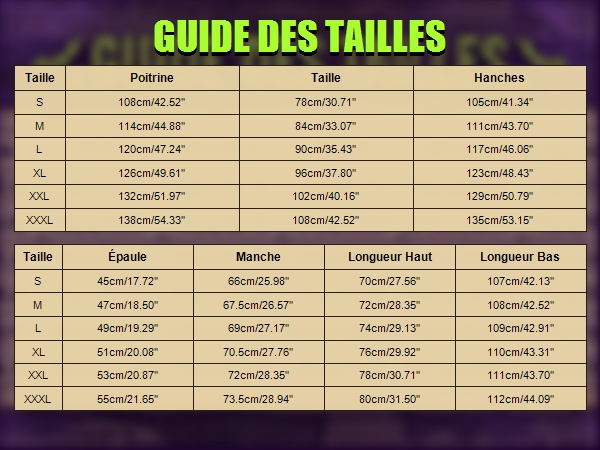 GUIDE DES TAILLES
Taille Poitrine Taille Hanches
S 108cm/42.52" 78cm/30.71" 105cm/41.34"
M 114cm/44.88" 84cm/33.07" 111cm/43.70"
L 120cm/47.24" 90cm/35.43" 117cm/46.06"
XL 126cm/49.61" 96cm/37.80" 123cm/48.43"
XXL 132cm/51.97" 102cm/40.16" 129cm/50.79"
XXXL 138cm/54.33" 108cm/42.52" 135cm/53.15"
Taille Épaule Manche Longueur Haut Longueur Bas
S 45cm/17.72" 66cm/25.98" 70cm/27.56" 107cm/42.13"
M 47cm/18.50" 67.5cm/26.57" 72cm/28.35" 108cm/42.52"
L 49cm/19.29" 69cm/27.17" 74cm/29.13" 109cm/42.91"
XL 51cm/20.08" 70.5cm/27.76" 76cm/29.92" 110cm/43.31"
XXL 53cm/20.87" 72cm/28.35" 78cm/30.71" 111cm/43.70"
XXXL 55cm/21.65" 73.5cm/28.94" 80cm/31.50" 112cm/44.09"